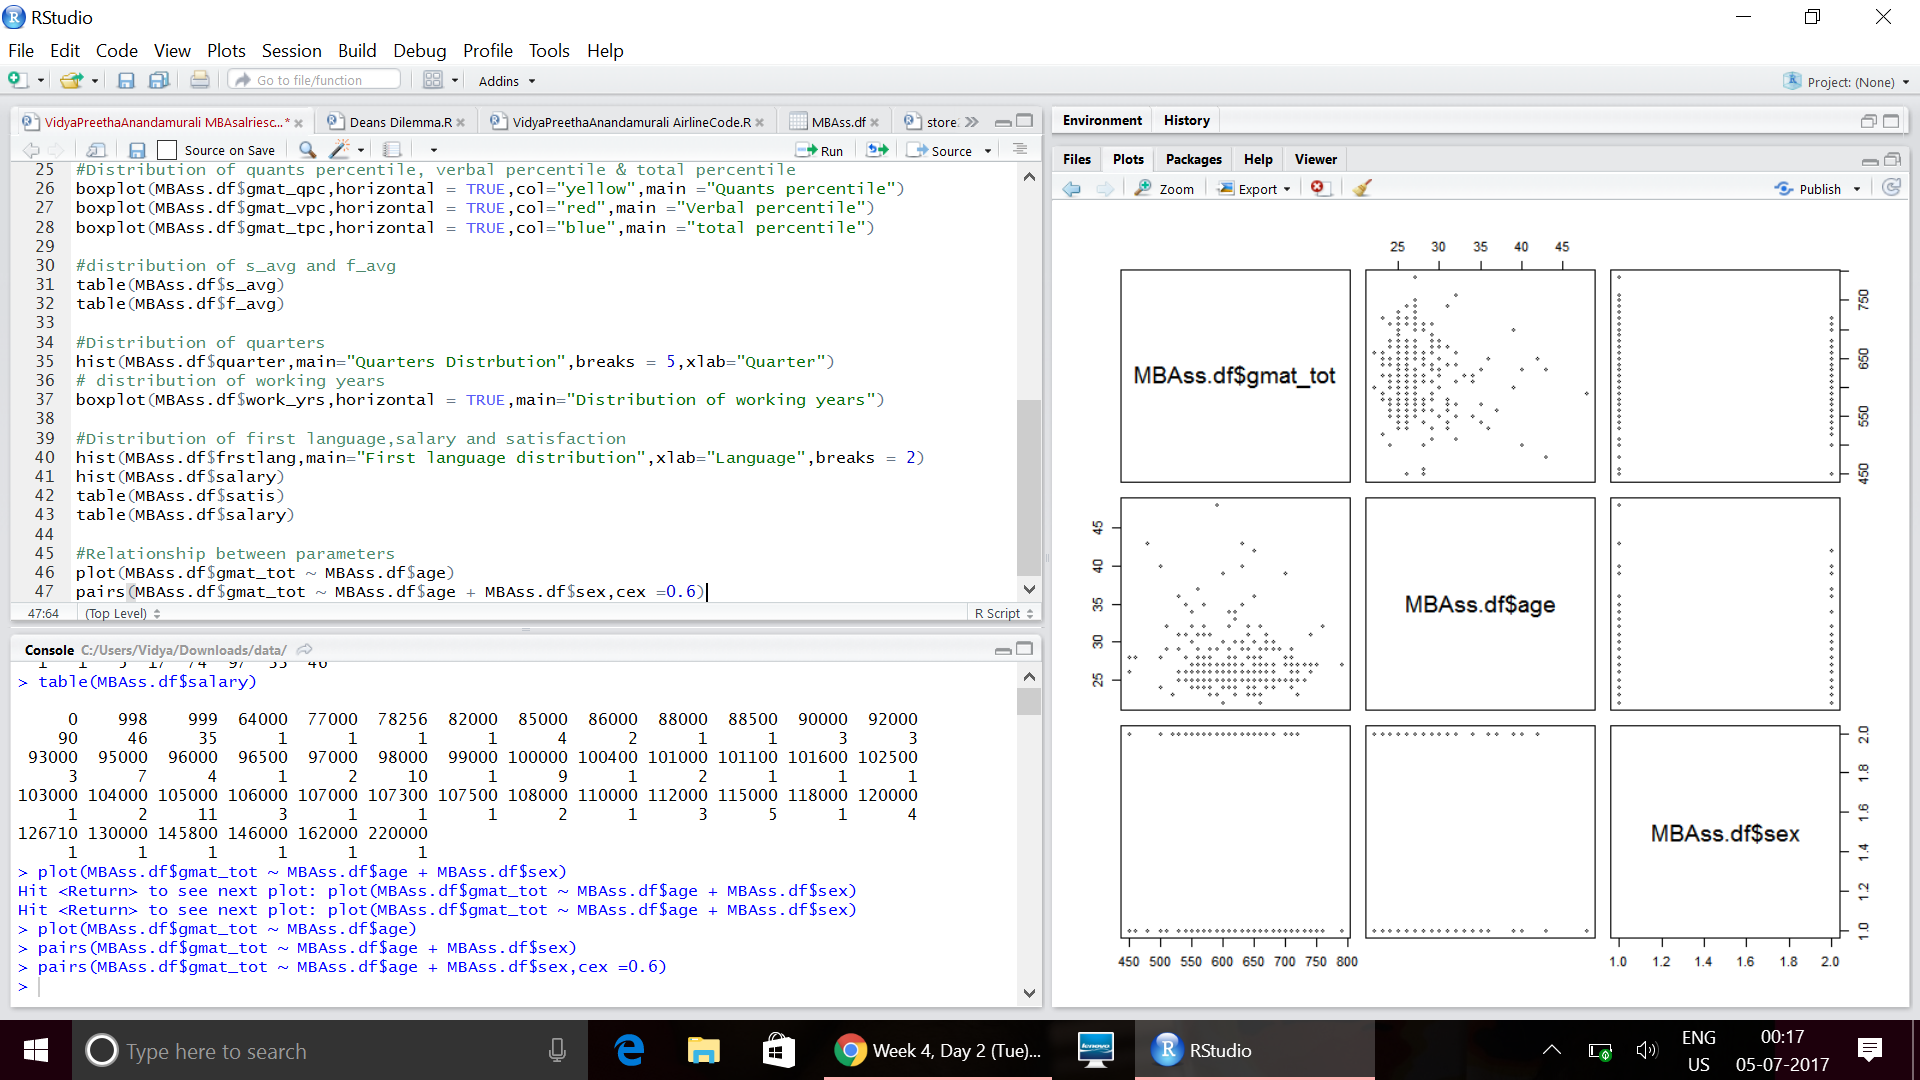 RStudio
File Edit Code View Plots Session Build Debug Profile Tools Help
Go to file/function Addins Project: (None)
VidyaPreethaAnandamurali MBAsalriesc...* Deans Dilemma.R VidyaPreethaAnandamurali AirlineCode.R MBAss.df store
Source on Save Run Source
25 #Distribution of quants percentile, verbal percentile & total percentile
26 boxplot(MBAss.df$gmat_qpc,horizontal = TRUE,col="yellow",main ="Quants percentile")
27 boxplot(MBAss.df$gmat_vpc,horizontal = TRUE,col="red",main ="Verbal percentile")
28 boxplot(MBAss.df$gmat_tpc,horizontal = TRUE,col="blue",main ="total percentile")
29
30 #distribution of s_avg and f_avg
31 table(MBAss.df$s_avg)
32 table(MBAss.df$f_avg)
33
34 #Distribution of quarters
35 hist(MBAss.df$quarter,main="Quarters Distrbution",breaks = 5,xlab="Quarter")
36 # distribution of working years
37 boxplot(MBAss.df$work_yrs,horizontal = TRUE,main="Distribution of working years")
38
39 #Distribution of first language,salary and satisfaction
40 hist(MBAss.df$frstlang,main="First language distribution",xlab="Language",breaks = 2)
41 hist(MBAss.df$salary)
42 table(MBAss.df$satis)
43 table(MBAss.df$salary)
44
45 #Relationship between parameters
46 plot(MBAss.df$gmat_tot ~ MBAss.df$age)
47 pairs(MBAss.df$gmat_tot ~ MBAss.df$age + MBAss.df$sex,cex =0.6)
47:64 (Top Level) R Script
Console C:/Users/Vidya/Downloads/data/
1 1 5 17 74 97 33 46
> table(MBAss.df$salary)
0 998 999 64000 77000 78256 82000 85000 86000 88000 88500 90000 92000
90 46 35 1 1 1 1 4 2 1 1 3 3
93000 95000 96000 96500 97000 98000 99000 100000 100400 101000 101100 101600 102500
3 7 4 1 2 10 1 9 1 2 1 1 1
103000 104000 105000 106000 107000 107300 107500 108000 110000 112000 115000 118000 120000
1 2 11 3 1 1 1 2 1 3 5 1 4
126710 130000 145800 146000 162000 220000
1 1 1 1 1 1
> plot(MBAss.df$gmat_tot ~ MBAss.df$age + MBAss.df$sex)
Hit <Return> to see next plot: plot(MBAss.df$gmat_tot ~ MBAss.df$age + MBAss.df$sex)
Hit <Return> to see next plot: plot(MBAss.df$gmat_tot ~ MBAss.df$age + MBAss.df$sex)
> plot(MBAss.df$gmat_tot ~ MBAss.df$age)
> pairs(MBAss.df$gmat_tot ~ MBAss.df$age + MBAss.df$sex)
> pairs(MBAss.df$gmat_tot ~ MBAss.df$age + MBAss.df$sex,cex =0.6)
>
Environment History
Files Plots Packages Help Viewer
Zoom Export Publish
25 30 35 40 45
MBAss.df$gmat_tot
450 550 650 750
25 30 35 40 45
MBAss.df$age
MBAss.df$sex
1.0 1.2 1.4 1.6 1.8 2.0
450 500 550 600 650 700 750 800
1.0 1.2 1.4 1.6 1.8 2.0
Type here to search
Week 4, Day 2 (Tue)...
lenovo
RStudio
ENG
US
00:17
05-07-2017